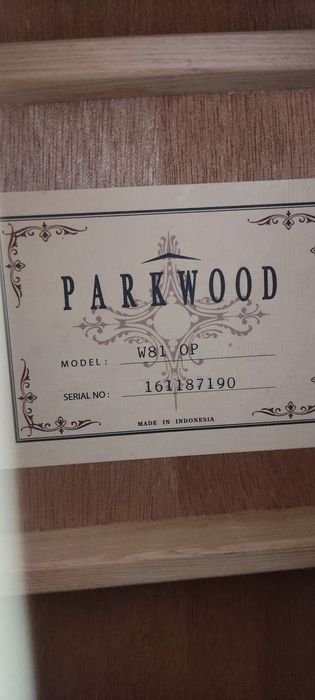 PARKWOOD
MODEL: W81 OP
SERIAL NO: 161187190
MADE IN INDONESIA